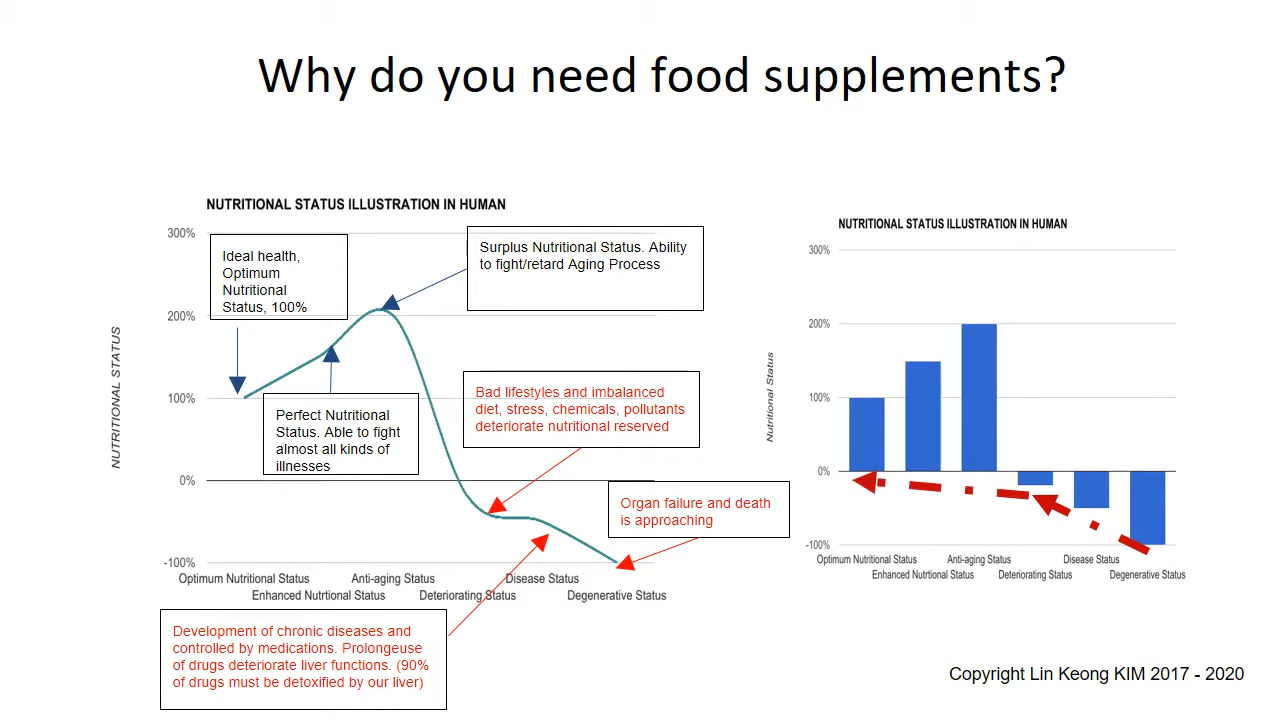 Why do you need food supplements?
NUTRITIONAL STATUS ILLUSTRATION IN HUMAN
300%
200%
100%
0%
-100%
NUTRITIONAL STATUS
Ideal health,
Optimum
Nutritional
Status, 100%
Surplus Nutritional Status. Ability
to fight/retard Aging Process
Perfect Nutritional
Status. Able to fight
almost all kinds of
illnesses
Bad lifestyles and imbalanced
diet, stress, chemicals, pollutants
deteriorate nutritional reserved
Organ failure and death
is approaching
Optimum Nutritional Status
Enhanced Nutrtional Status
Anti-aging Status
Deteriorating Status
Disease Status
Degenerative Status
Development of chronic diseases and
controlled by medications. Prolongeuse
of drugs deteriorate liver functions. (90%
of drugs must be detoxified by our liver)
NUTRITIONAL STATUS ILLUSTRATION IN HUMAN
300%
200%
100%
0%
-100%
Nutritional Status
Optimum Nutritional Status
Enhanced Nutrtional Status
Anti-aging Status
Deteriorating Status
Disease Status
Degenerative Status
Copyright Lin Keong KIM 2017 - 2020